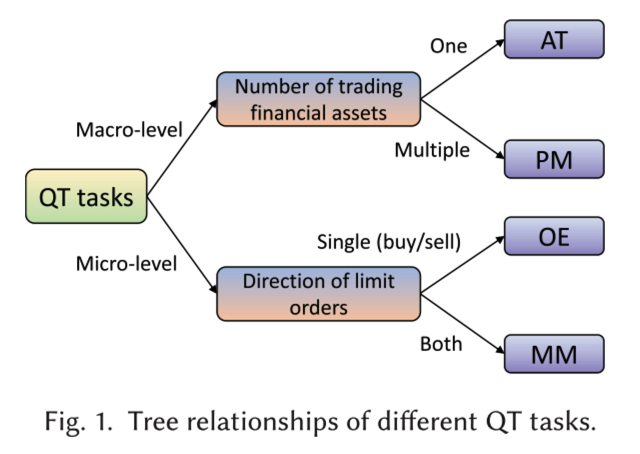 One
AT
Number of trading
financial assets
Macro-level
Multiple
PM
QT tasks
Single (buy/sell)
OE
Micro-level
Direction of limit
orders
Both
MM
Fig. 1. Tree relationships of different QT tasks.